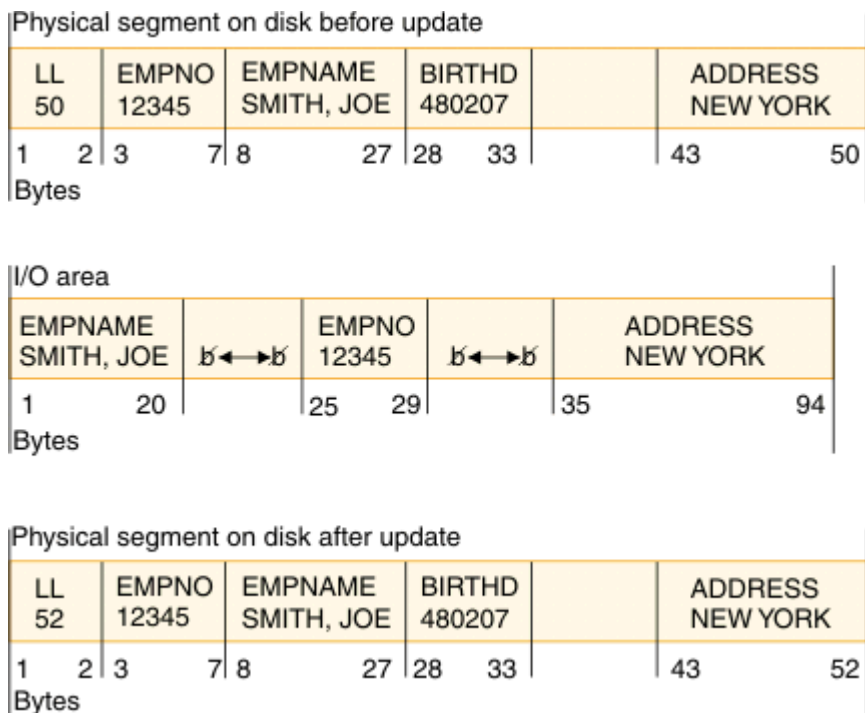 Physical segment on disk before update
LL EMPNO EMPNAME BIRTHD ADDRESS
50 12345 SMITH, JOE 480207 NEW YORK
1 2 3 7 8 27 28 33 43 50
Bytes
I/O area
EMPNAME EMPNO ADDRESS
SMITH, JOE b̸ ◄─► b̸ 12345 b̸ ◄─► b̸ NEW YORK
1 20 25 29 35 94
Bytes
Physical segment on disk after update
LL EMPNO EMPNAME BIRTHD ADDRESS
52 12345 SMITH, JOE 480207 NEW YORK
1 2 3 7 8 27 28 33 43 52
Bytes